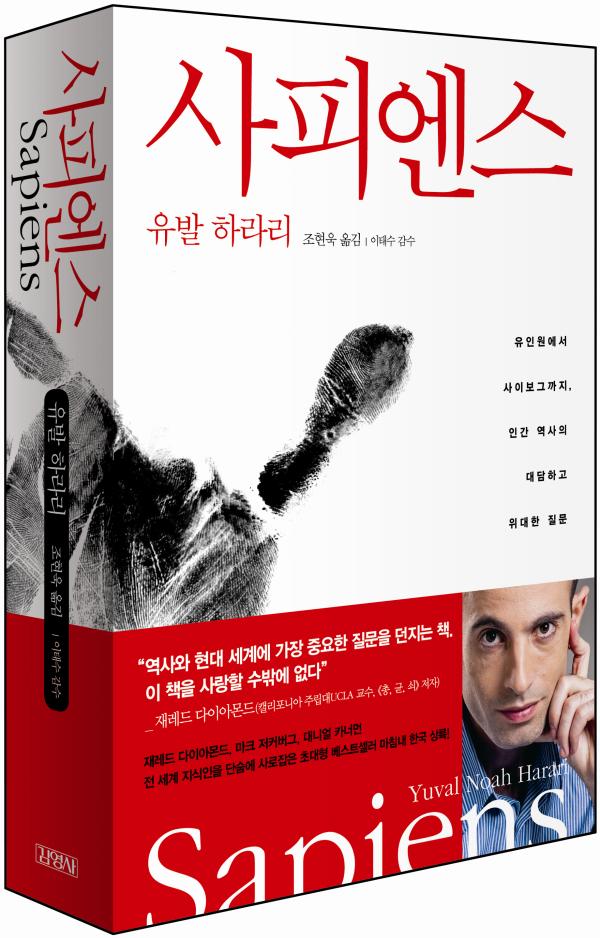 사피엔스
Sapiens
유발 하라리
조현욱 옮김 | 이태수 감수
김영사
사피엔스
유발 하라리 조현욱 옮김 | 이태수 감수
유인원에서
사이보그까지,
인간 역사의
대담하고
위대한 질문
“역사와 현대 세계에 가장 중요한 질문을 던지는 책.
이 책을 사랑할 수밖에 없다”
_재레드 다이아몬드(캘리포니아 주립대UCLA 교수, 《총, 균, 쇠》 저자)
재레드 다이아몬드, 마크 저커버그, 대니얼 카너먼
전 세계 지식인을 단숨에 사로잡은 초대형 베스트셀러 마침내 한국 상륙!
Yuval Noah Harari
Sapiens